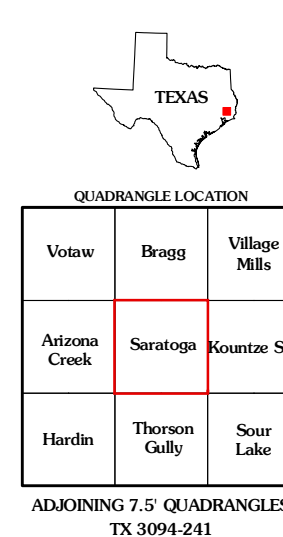 TEXAS
QUADRANGLE LOCATION
Votaw Bragg Village
Mills
Arizona
Creek Saratoga Kountze S
Hardin Thorson
Gully Sour
Lake
ADJOINING 7.5' QUADRANGLES
TX 3094-241